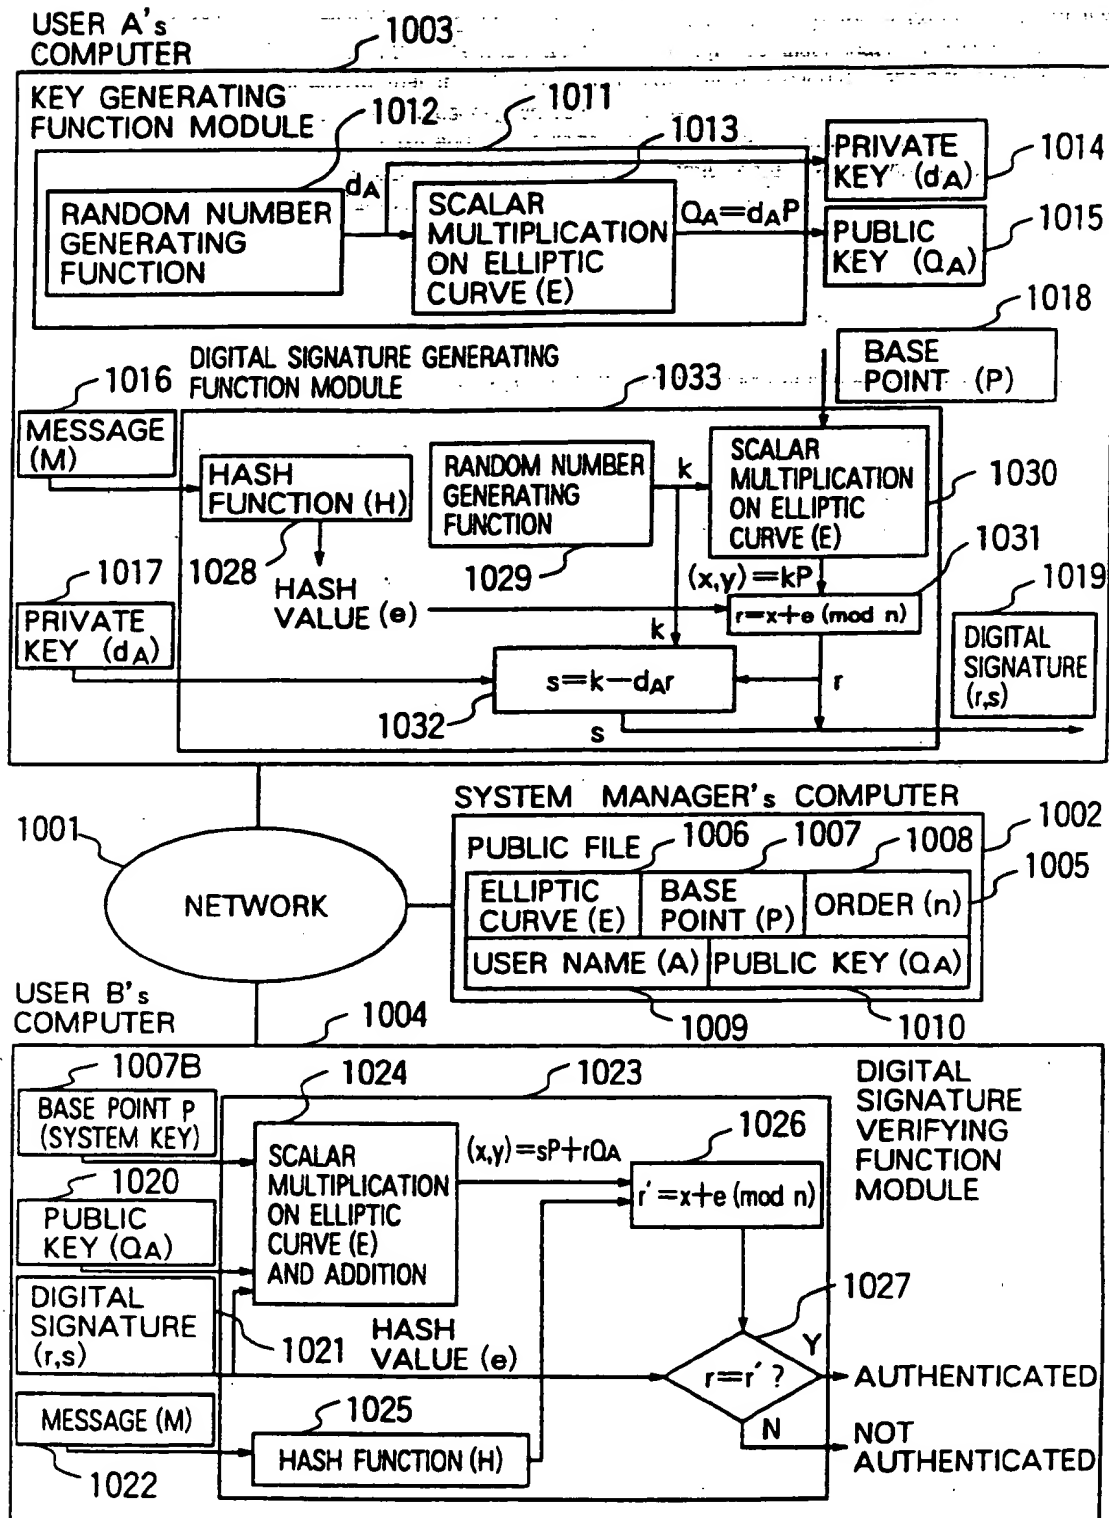 USER A's
COMPUTER
1003
KEY GENERATING
FUNCTION MODULE
1012
1011
1013
RANDOM NUMBER
GENERATING
FUNCTION
dA
SCALAR
MULTIPLICATION
ON ELLIPTIC
CURVE (E)
QA=dAP
PRIVATE
KEY (dA)
1014
PUBLIC
KEY (QA)
1015
1018
BASE
POINT (P)
DIGITAL SIGNATURE GENERATING
FUNCTION MODULE
1033
1016
MESSAGE
(M)
HASH
FUNCTION (H)
1028
RANDOM NUMBER
GENERATING
FUNCTION
1029
k
SCALAR
MULTIPLICATION
ON ELLIPTIC
CURVE (E)
1030
1031
(x,y)=kP
HASH
VALUE (e)
r=x+e (mod n)
1017
PRIVATE
KEY (dA)
k
s=k-dAr
1032
r
s
1019
DIGITAL
SIGNATURE
(r,s)
1001
NETWORK
SYSTEM MANAGER's COMPUTER
1002
PUBLIC FILE
1006
1007
1008
1005
ELLIPTIC
CURVE (E)
BASE
POINT (P)
ORDER (n)
USER NAME (A)
PUBLIC KEY (QA)
1009
1010
USER B's
COMPUTER
1004
1007B
1024
1023
DIGITAL
SIGNATURE
VERIFYING
FUNCTION
MODULE
BASE POINT P
(SYSTEM KEY)
1020
PUBLIC
KEY (QA)
DIGITAL
SIGNATURE
(r,s)
1021
SCALAR
MULTIPLICATION
ON ELLIPTIC
CURVE (E)
AND ADDITION
(x,y)=sP+rQA
1026
r'=x+e (mod n)
1027
HASH
VALUE (e)
r=r' ?
Y
AUTHENTICATED
N
NOT
AUTHENTICATED
MESSAGE (M)
1022
1025
HASH FUNCTION (H)